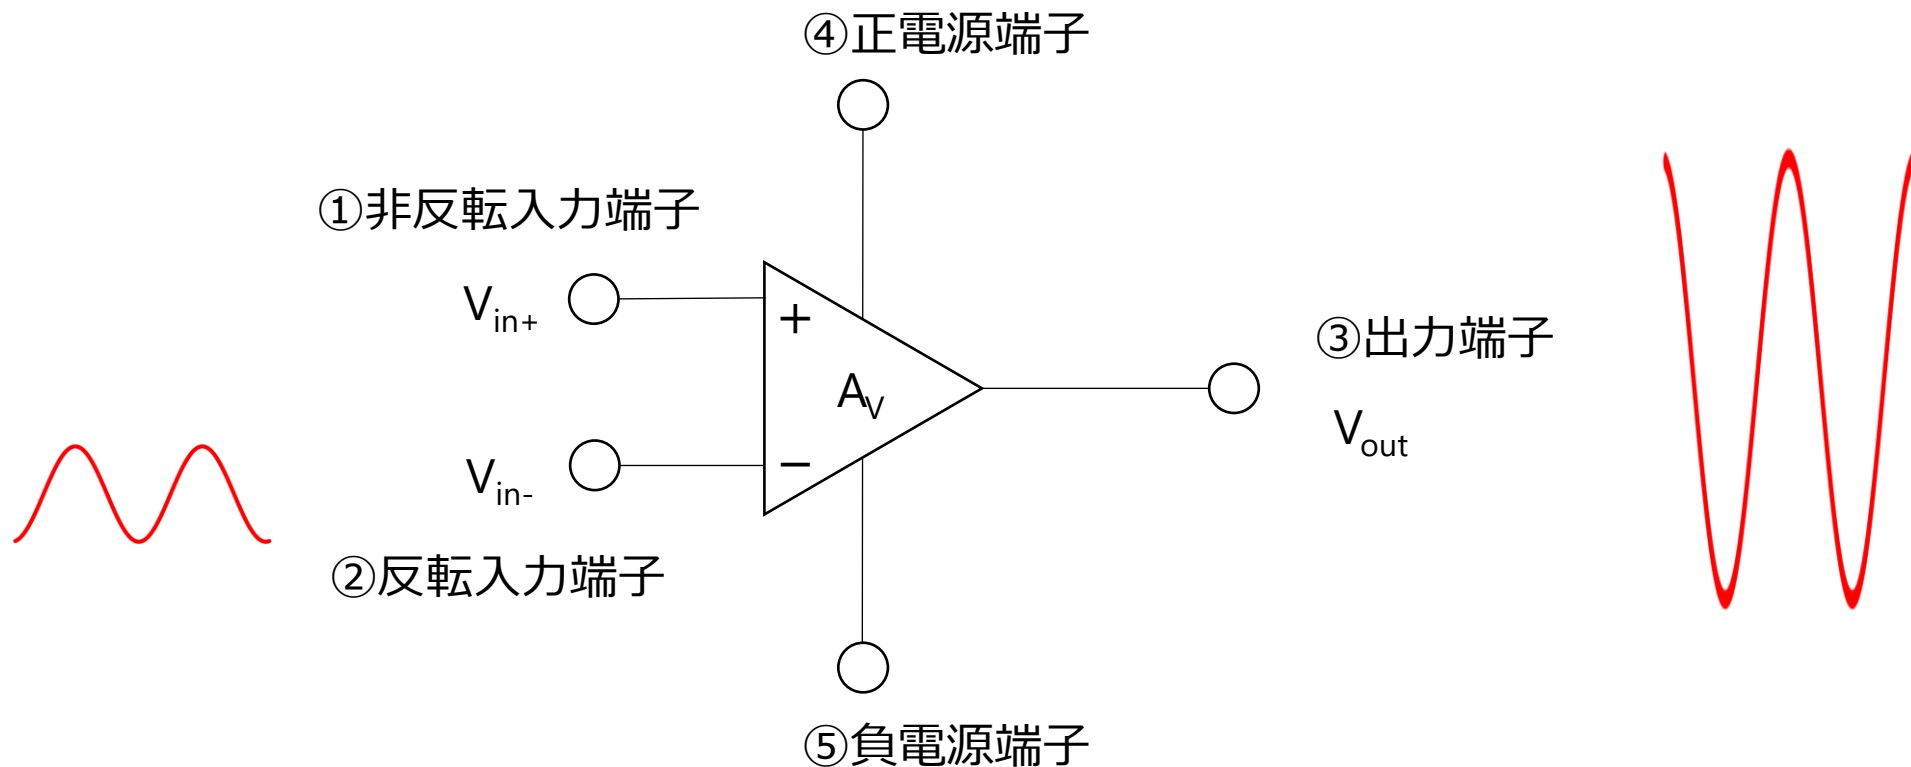 ④正電源端子
①非反転入力端子
Vin+
+
③出力端子
AV
Vout
Vin-
−
②反転入力端子
⑤負電源端子